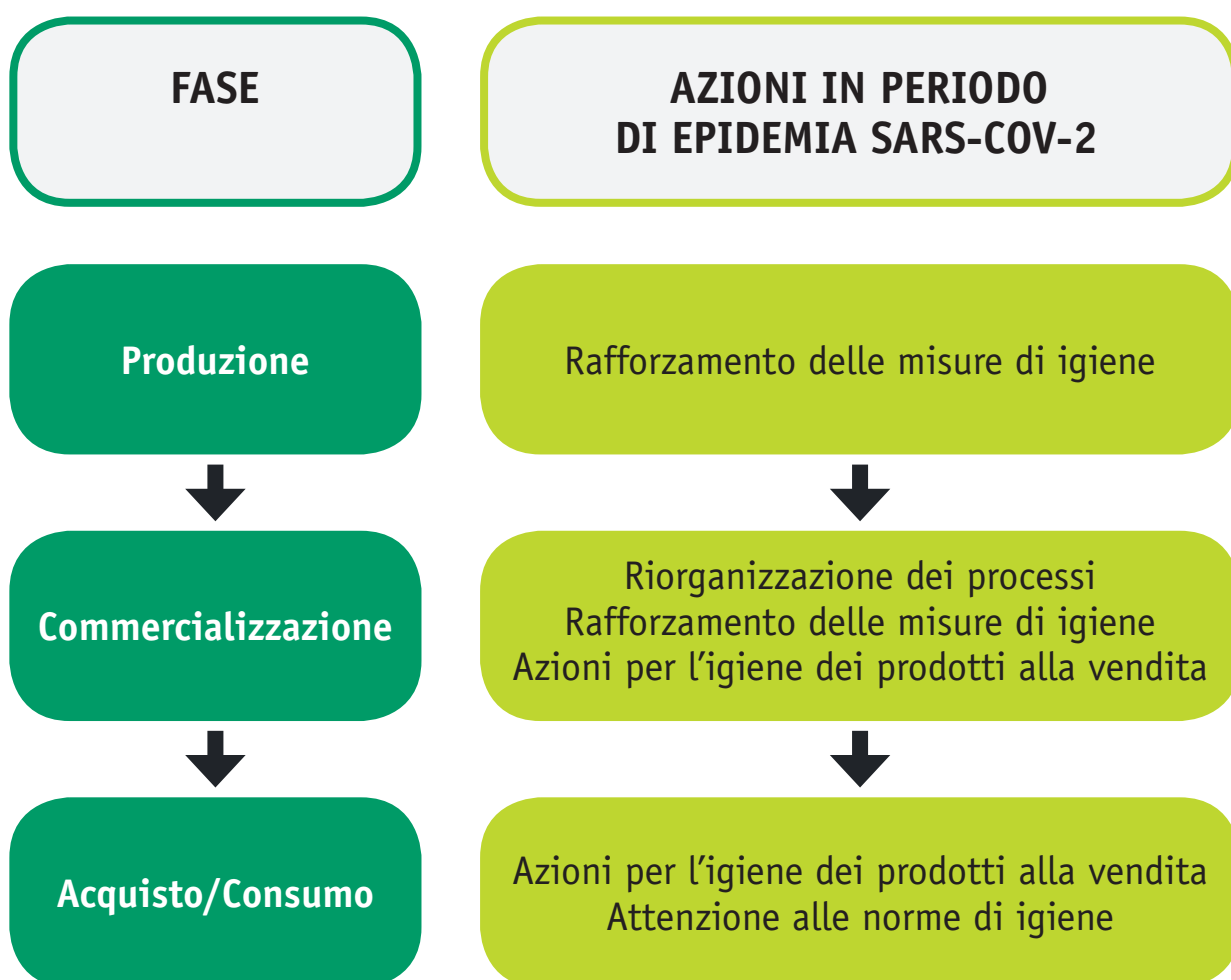 FASE
AZIONI IN PERIODO
DI EPIDEMIA SARS-COV-2
Produzione
Rafforzamento delle misure di igiene
Commercializzazione
Riorganizzazione dei processi
Rafforzamento delle misure di igiene
Azioni per l'igiene dei prodotti alla vendita
Acquisto/Consumo
Azioni per l'igiene dei prodotti alla vendita
Attenzione alle norme di igiene